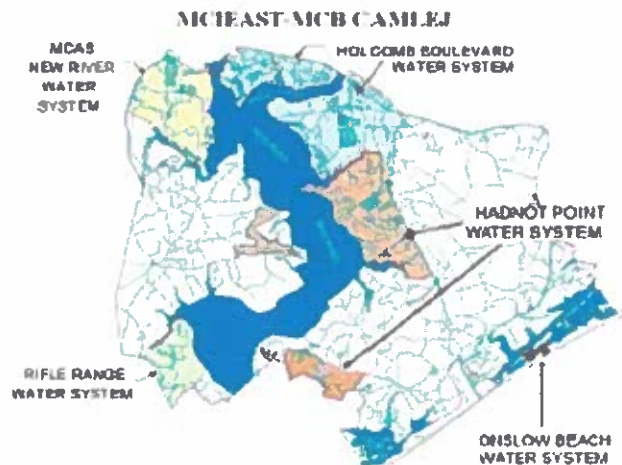 MCIEAST-MCB CAMLEJ
MCAS
NEW RIVER
WATER
SYSTEM
HOLCOMB BOULEVARD
WATER SYSTEM
HADNOT POINT
WATER SYSTEM
RIFLE RANGE
WATER SYSTEM
ONSLOW BEACH
WATER SYSTEM